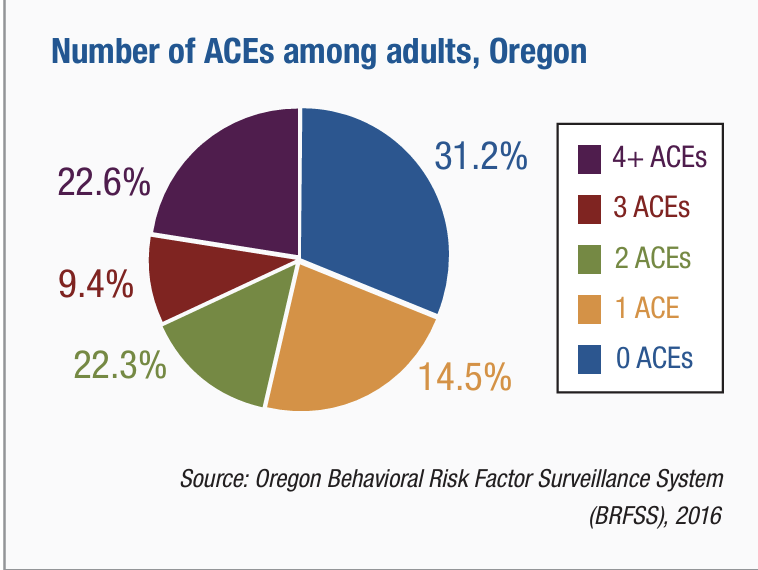 Number of ACEs among adults, Oregon
31.2%
4+ ACEs
22.6%
3 ACEs
2 ACEs
9.4%
1 ACE
22.3%
0 ACEs
14.5%
Source: Oregon Behavioral Risk Factor Surveillance System
(BRFSS), 2016